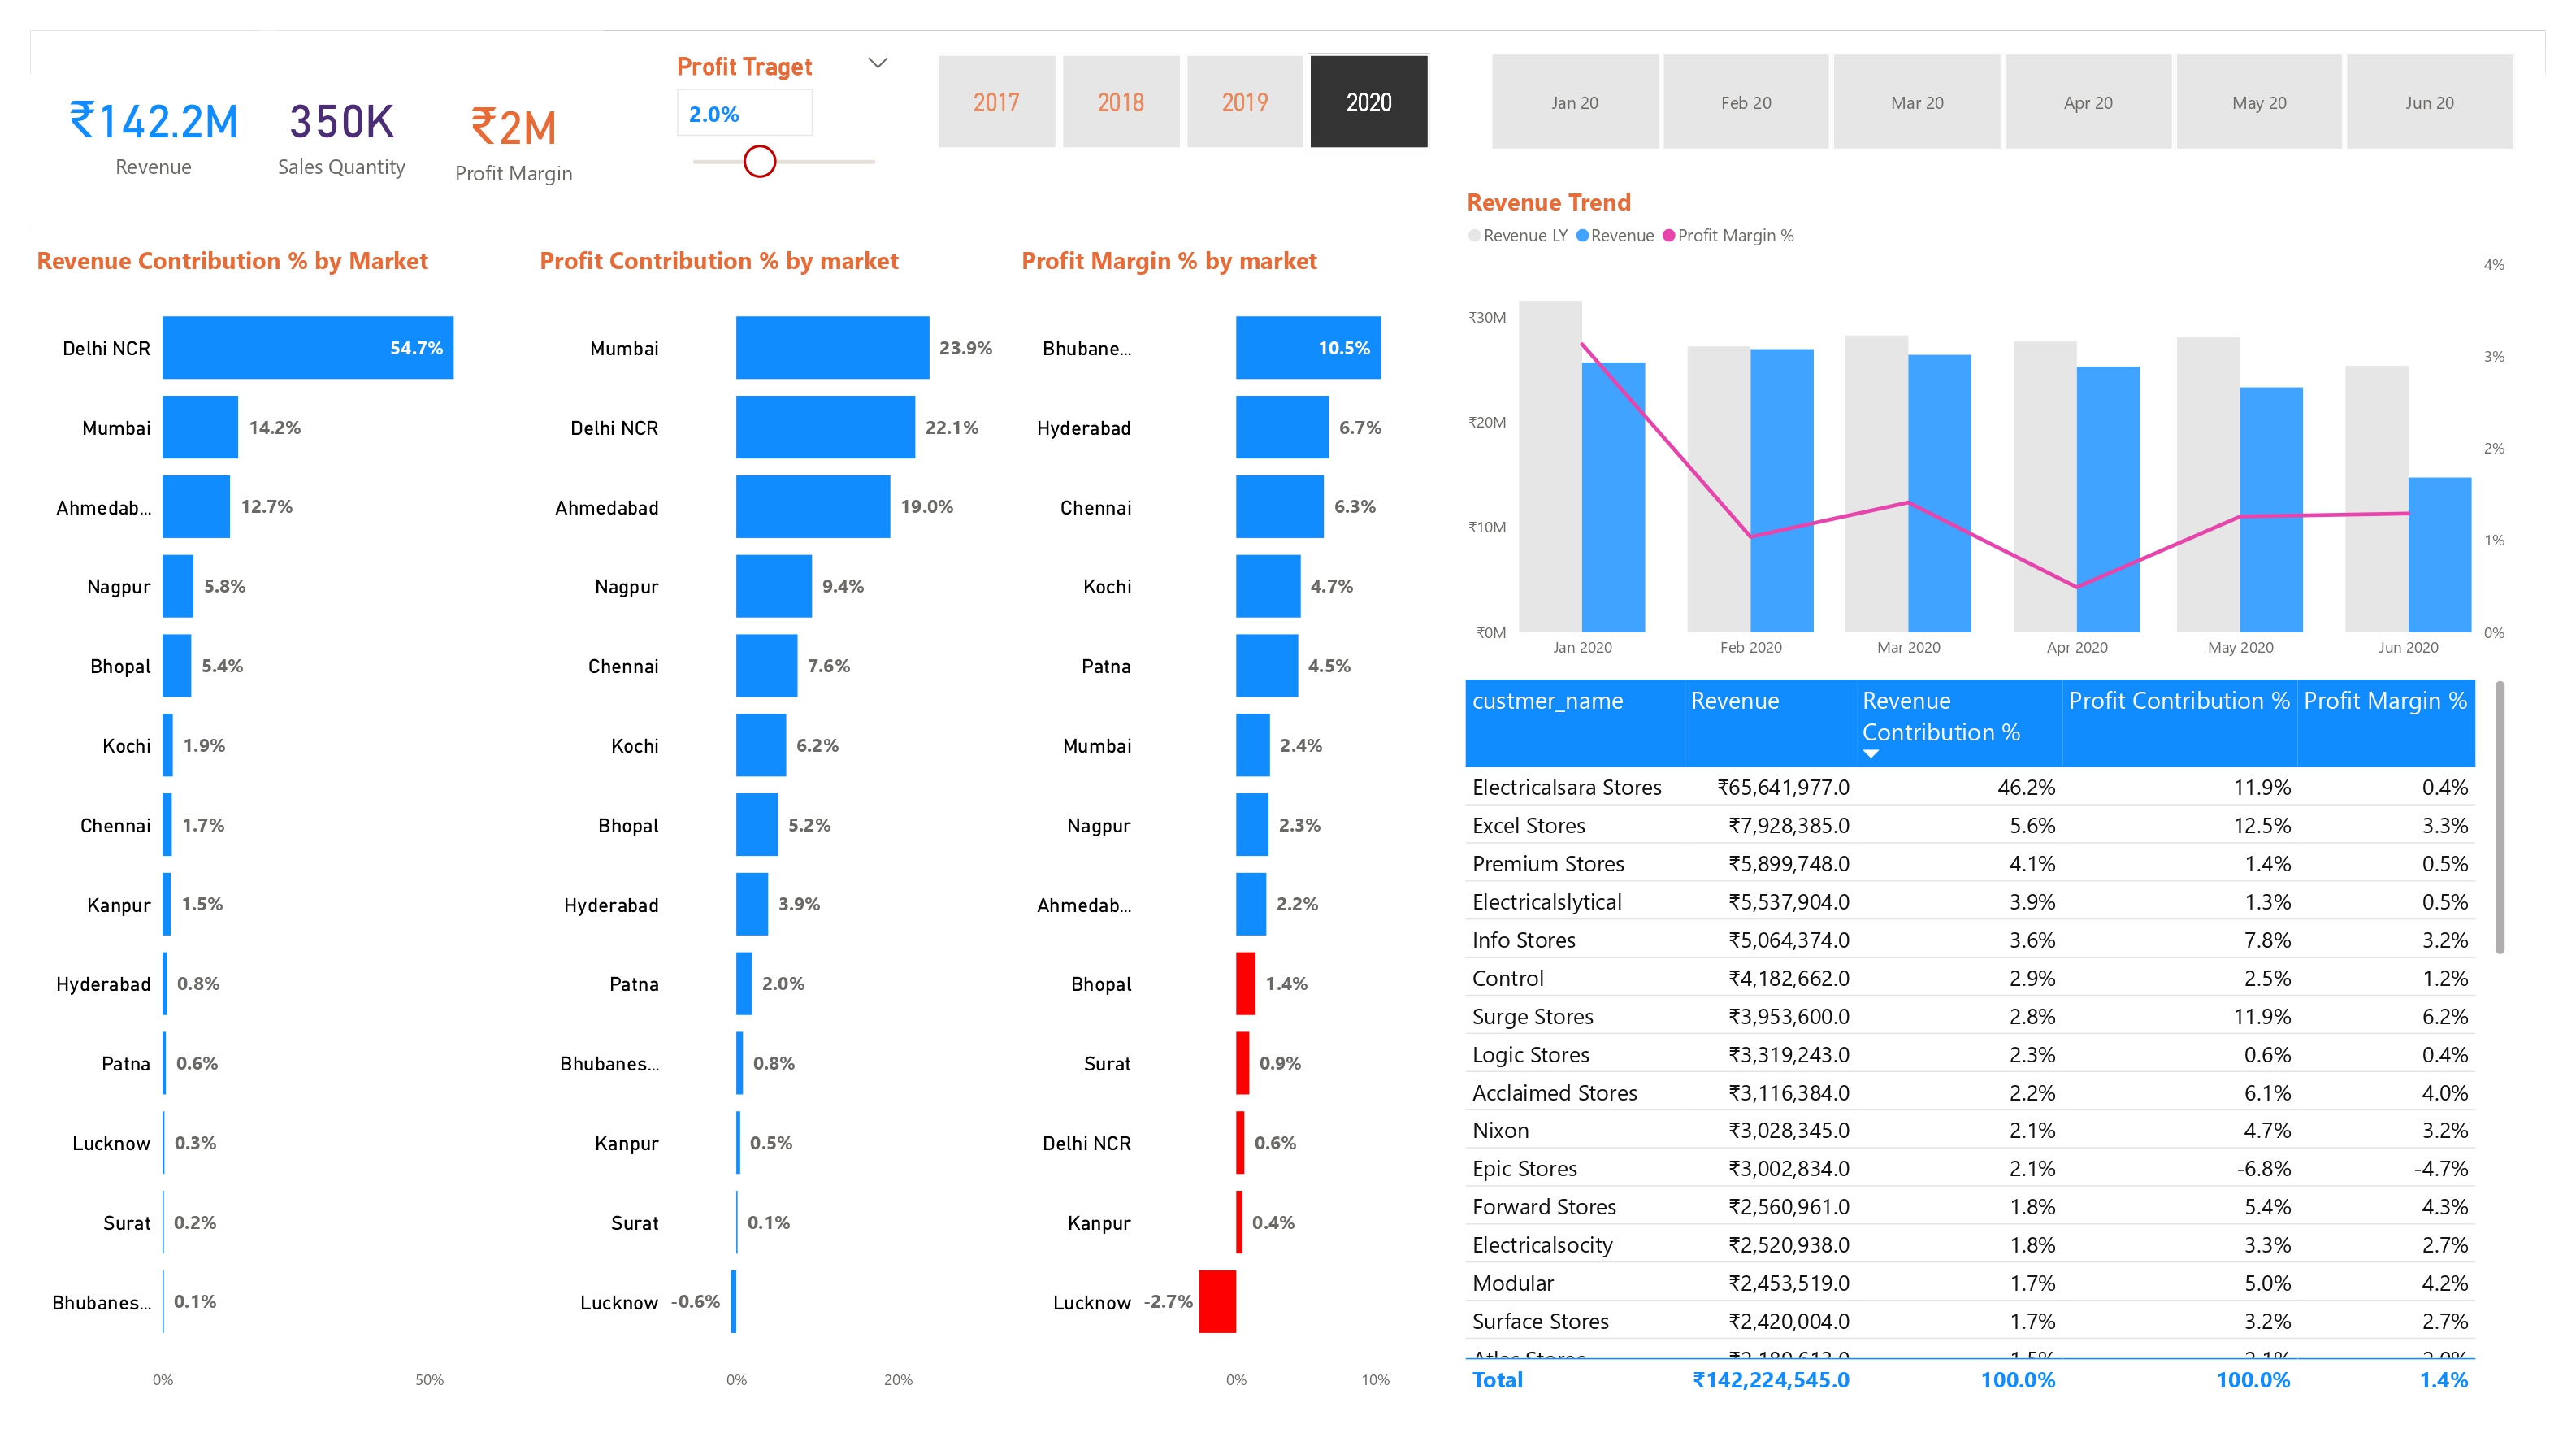 ₹142.2M
Revenue
350K
Sales Quantity
₹2M
Profit Margin
Profit Traget
2.0%
2017
2018
2019
2020
Jan 20
Feb 20
Mar 20
Apr 20
May 20
Jun 20
Revenue Contribution % by Market
Delhi NCR 54.7%
Mumbai 14.2%
Ahmedab... 12.7%
Nagpur 5.8%
Bhopal 5.4%
Kochi 1.9%
Chennai 1.7%
Kanpur 1.5%
Hyderabad 0.8%
Patna 0.6%
Lucknow 0.3%
Surat 0.2%
Bhubanes... 0.1%
0% 50%
Profit Contribution % by market
Mumbai 23.9%
Delhi NCR 22.1%
Ahmedabad 19.0%
Nagpur 9.4%
Chennai 7.6%
Kochi 6.2%
Bhopal 5.2%
Hyderabad 3.9%
Patna 2.0%
Bhubanes... 0.8%
Kanpur 0.5%
Surat 0.1%
Lucknow -0.6%
0% 20%
Profit Margin % by market
Bhubane... 10.5%
Hyderabad 6.7%
Chennai 6.3%
Kochi 4.7%
Patna 4.5%
Mumbai 2.4%
Nagpur 2.3%
Ahmedab... 2.2%
Bhopal 1.4%
Surat 0.9%
Delhi NCR 0.6%
Kanpur 0.4%
Lucknow -2.7%
0% 10%
Revenue Trend
Revenue LY Revenue Profit Margin %
4%
₹30M
3%
₹20M
2%
₹10M
1%
₹0M
0%
Jan 2020 Feb 2020 Mar 2020 Apr 2020 May 2020 Jun 2020
custmer_name Revenue Revenue Contribution % Profit Contribution % Profit Margin %
Electricalsara Stores ₹65,641,977.0 46.2% 11.9% 0.4%
Excel Stores ₹7,928,385.0 5.6% 12.5% 3.3%
Premium Stores ₹5,899,748.0 4.1% 1.4% 0.5%
Electricalslytical ₹5,537,904.0 3.9% 1.3% 0.5%
Info Stores ₹5,064,374.0 3.6% 7.8% 3.2%
Control ₹4,182,662.0 2.9% 2.5% 1.2%
Surge Stores ₹3,953,600.0 2.8% 11.9% 6.2%
Logic Stores ₹3,319,243.0 2.3% 0.6% 0.4%
Acclaimed Stores ₹3,116,384.0 2.2% 6.1% 4.0%
Nixon ₹3,028,345.0 2.1% 4.7% 3.2%
Epic Stores ₹3,002,834.0 2.1% -6.8% -4.7%
Forward Stores ₹2,560,961.0 1.8% 5.4% 4.3%
Electricalsocity ₹2,520,938.0 1.8% 3.3% 2.7%
Modular ₹2,453,519.0 1.7% 5.0% 4.2%
Surface Stores ₹2,420,004.0 1.7% 3.2% 2.7%
Total ₹142,224,545.0 100.0% 100.0% 1.4%